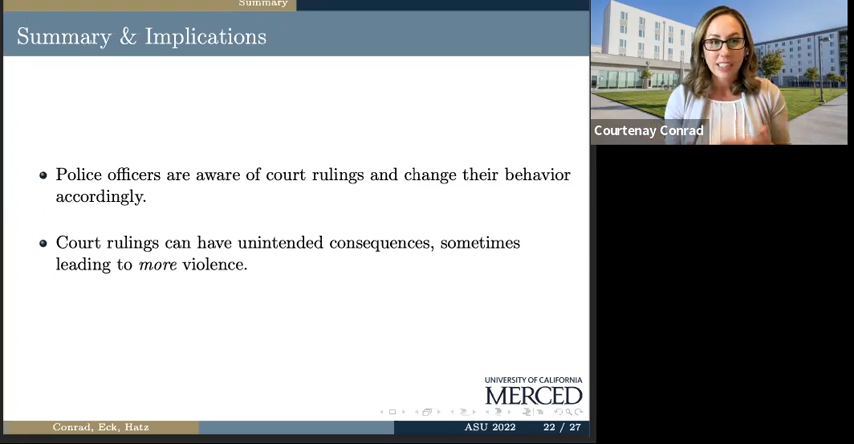 Summary
Summary & Implications
Courtenay Conrad
Police officers are aware of court rulings and change their behavior
accordingly.
Court rulings can have unintended consequences, sometimes
leading to more violence.
UNIVERSITY OF CALIFORNIA
MERCED
Conrad, Eck, Hatz
ASU 2022
22 / 27